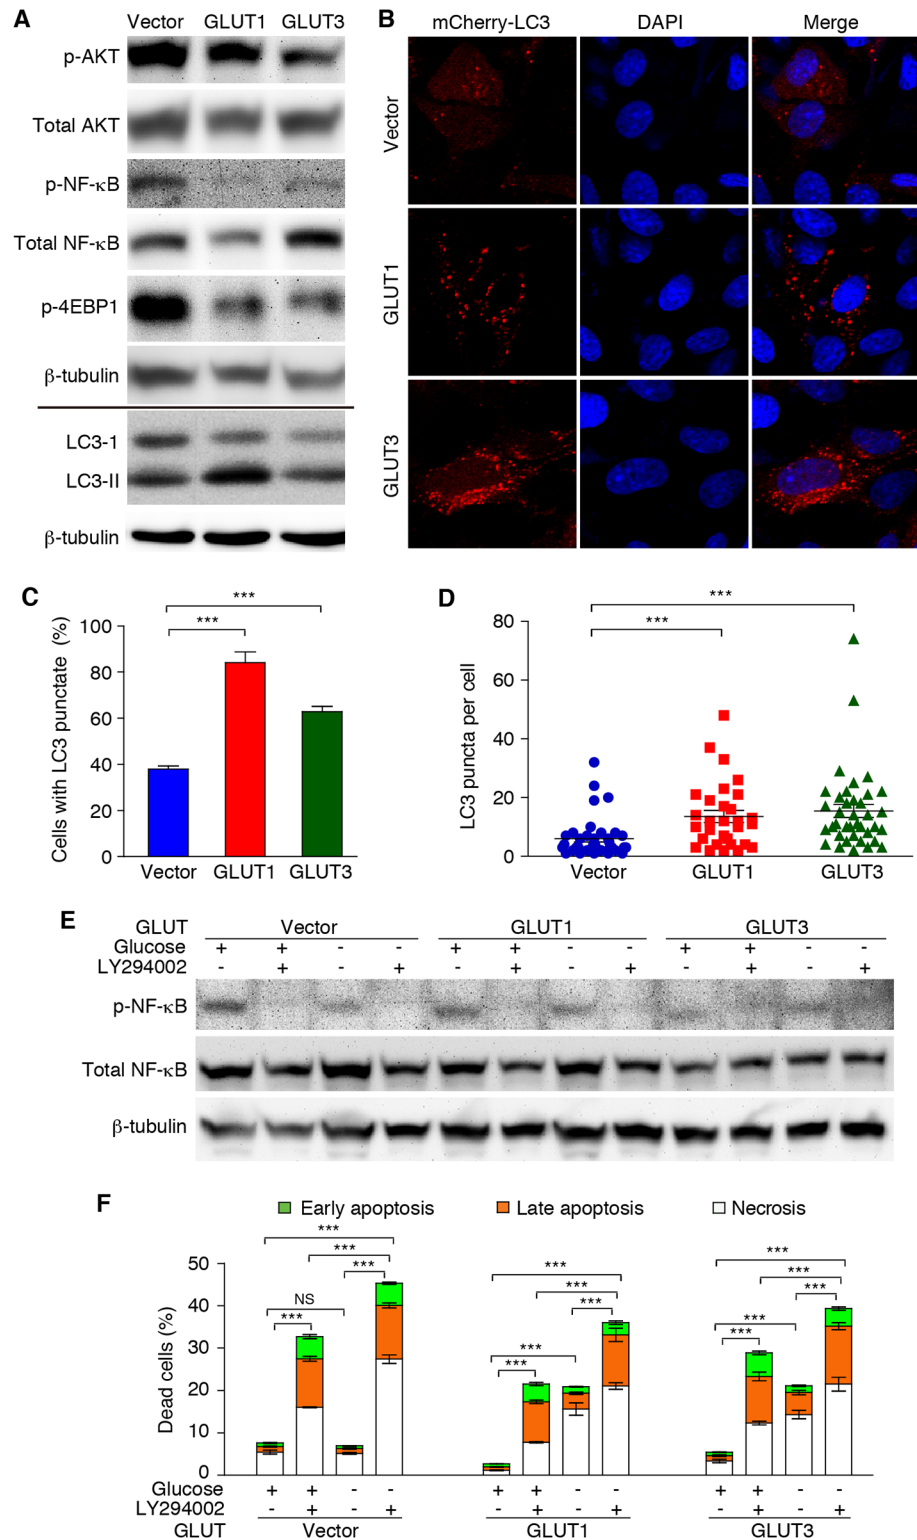 A
Vector GLUT1 GLUT3
p-AKT
Total AKT
p-NF-κB
Total NF-κB
p-4EBP1
β-tubulin
LC3-1
LC3-II
β-tubulin
B
mCherry-LC3 DAPI Merge
Vector
GLUT1
GLUT3
C
Cells with LC3 punctate (%)
100
80
60
40
20
0
***
***
Vector GLUT1 GLUT3
D
LC3 puncta per cell
80
60
40
20
0
***
***
Vector GLUT1 GLUT3
E
GLUT Vector GLUT1 GLUT3
Glucose + + - - + + - - + + - -
LY294002 - + - + - + - + - + - +
p-NF-κB
Total NF-κB
β-tubulin
F
Early apoptosis Late apoptosis Necrosis
Dead cells (%)
50
40
30
20
10
0
***
***
***
NS
***
***
***
***
***
***
***
***
***
***
***
Glucose + + - - + + - - + + - -
LY294002 - + - + - + - + - + - +
GLUT Vector GLUT1 GLUT3